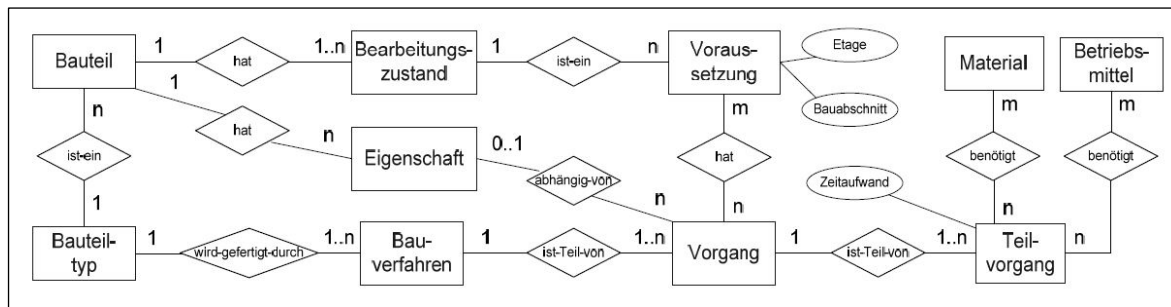 Bauteil
1
hat
1..n
Bearbeitungs-
zustand
1
ist-ein
n
Voraus-
setzung
Etage
Bauabschnitt
Material
Betriebs-
mittel
1
hat
n
Eigenschaft
0..1
abhängig-von
n
n
ist-ein
1
m
hat
n
m
benötigt
n
m
benötigt
n
Zeitaufwand
Bauteil-
typ
1
wird-gefertigt-durch
1..n
Bau-
verfahren
1
ist-Teil-von
1..n
Vorgang
1
ist-Teil-von
1..n
Teil-
vorgang